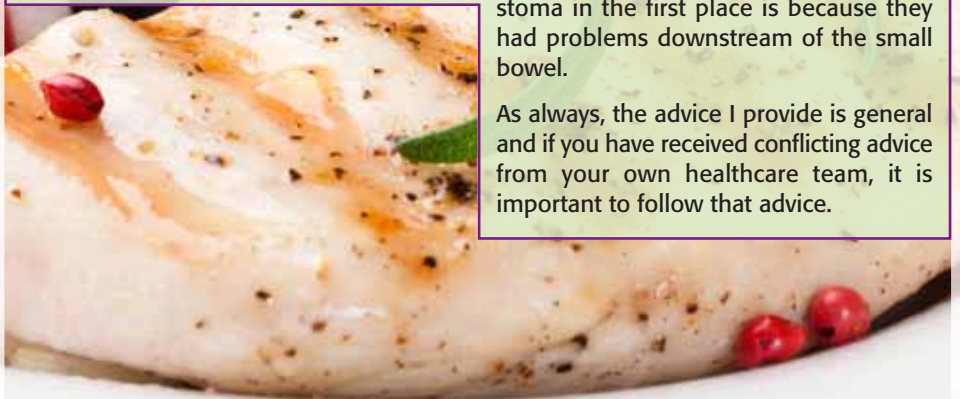 stoma in the first place is because they
had problems downstream of the small
bowel.
As always, the advice I provide is general
and if you have received conflicting advice
from your own healthcare team, it is
important to follow that advice.